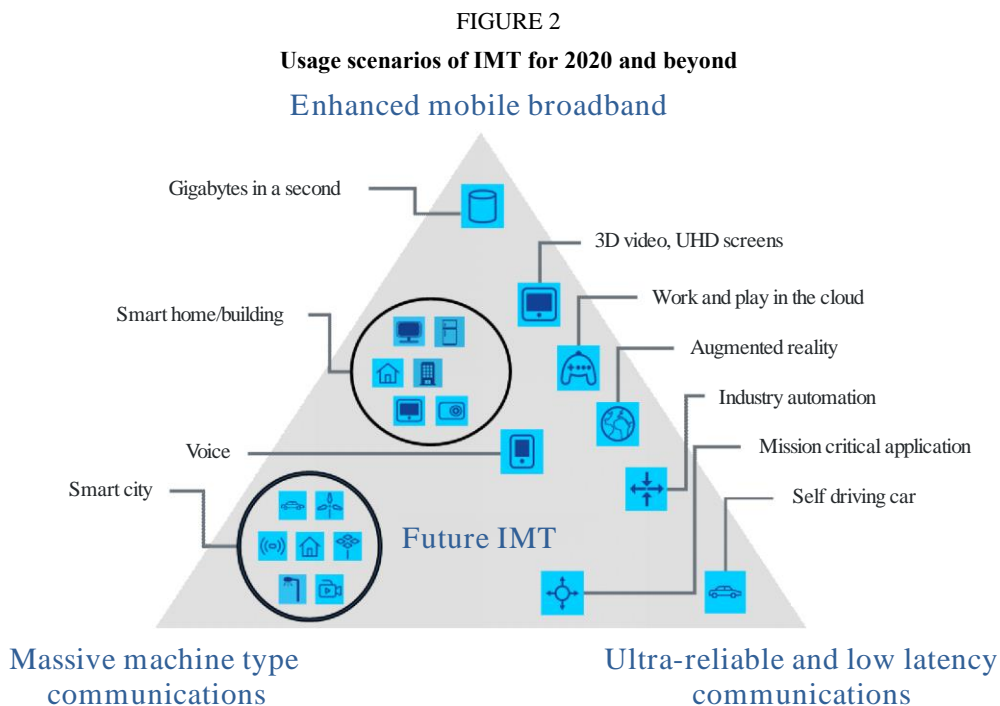 FIGURE 2
Usage scenarios of IMT for 2020 and beyond
Enhanced mobile broadband
Gigabytes in a second
3D video, UHD screens
Work and play in the cloud
Smart home/building
Augmented reality
Industry automation
Mission critical application
Voice
Smart city
Self driving car
Future IMT
Massive machine type
communications
Ultra-reliable and low latency
communications